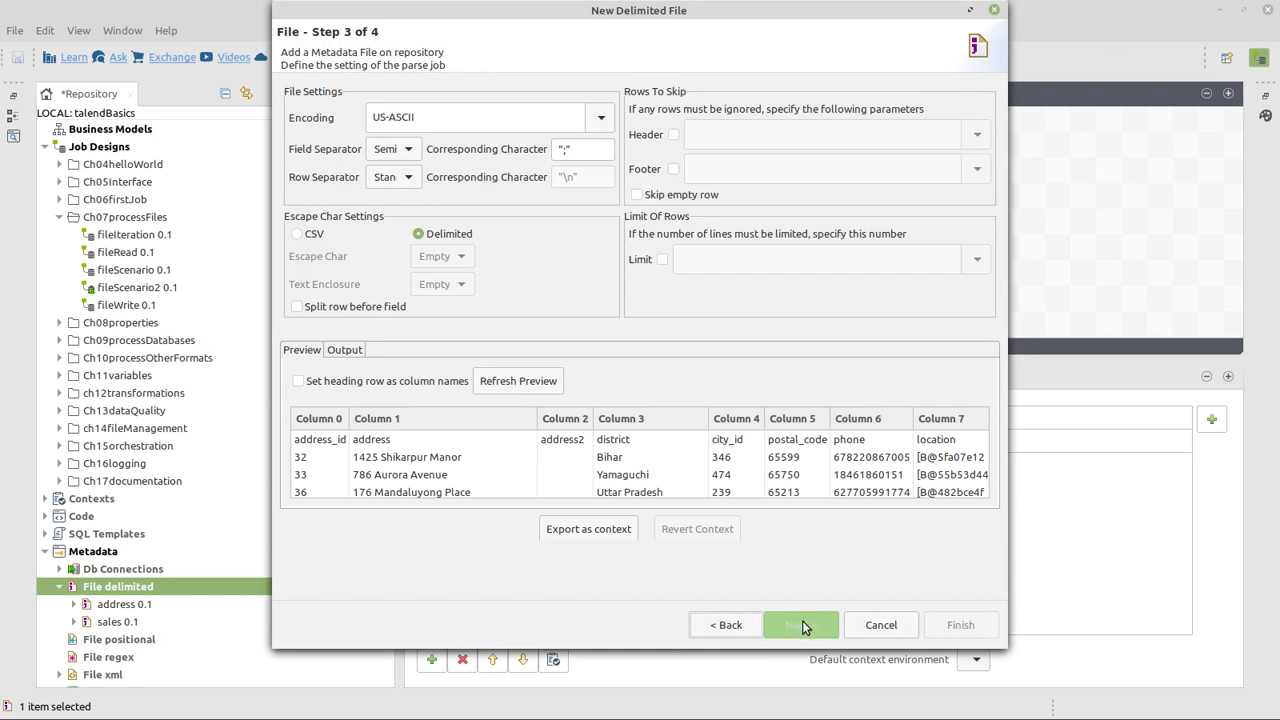 New Delimited File
File Edit View Window Help
File - Step 3 of 4
Add a Metadata File on repository
Define the setting of the parse job
Learn Ask Exchange Videos
*Repository
LOCAL: talendBasics
Business Models
Job Designs
Ch04helloWorld
Ch05Interface
Ch06firstJob
Ch07processFiles
fileIteration 0.1
fileRead 0.1
fileScenario 0.1
fileScenario2 0.1
fileWrite 0.1
Ch08properties
Ch09processDatabases
Ch10processOtherFormats
Ch11variables
ch12transformations
Ch13dataQuality
ch14fileManagement
Ch15orchestration
Ch16logging
Ch17documentation
Contexts
Code
SQL Templates
Metadata
Db Connections
File delimited
address 0.1
sales 0.1
File positional
File regex
File xml
File Settings
Encoding US-ASCII
Field Separator Semi Corresponding Character ";"
Row Separator Stan Corresponding Character "\n"
Rows To Skip
If any rows must be ignored, specify the following parameters
Header
Footer
Skip empty row
Escape Char Settings
CSV Delimited
Escape Char Empty
Text Enclosure Empty
Split row before field
Limit Of Rows
If the number of lines must be limited, specify this number
Limit
Preview Output
Set heading row as column names Refresh Preview
Column 0 Column 1 Column 2 Column 3 Column 4 Column 5 Column 6 Column 7
address_id address address2 district city_id postal_code phone location
32 1425 Shikarpur Manor Bihar 346 65599 678220867005 [B@5fa07e12
33 786 Aurora Avenue Yamaguchi 474 65750 18461860151 [B@55b53d44
36 176 Mandaluyong Place Uttar Pradesh 239 65213 627705991774 [B@482bce4f
Export as context Revert Context
< Back Cancel Finish
Default context environment
1 item selected